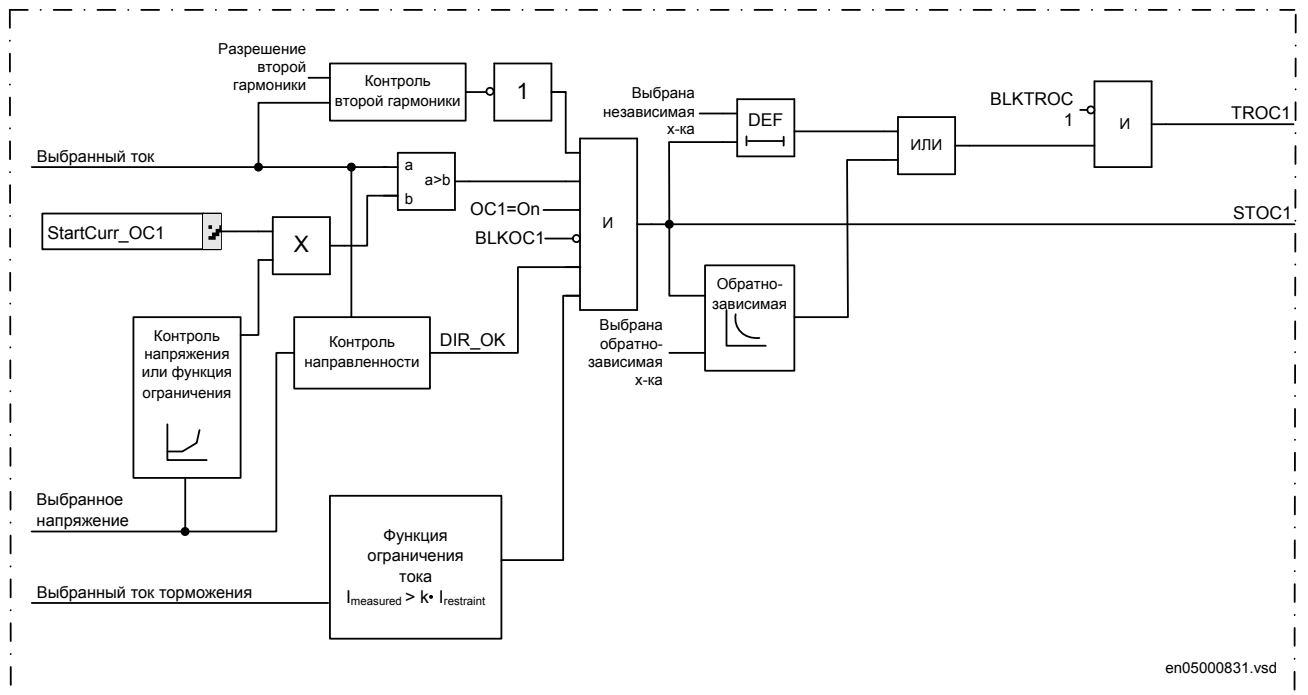 Разрешение
второй
гармоники
Контроль
второй гармоники
1
Выбранный ток
a
a>b
b
StartCurr_OC1
X
OC1=On
BLKOC1
И
Контроль
напряжения
или функция
ограничения
Контроль
направленности
DIR_OK
Выбрана
независимая
х-ка
DEF
ИЛИ
BLKTROC
1
И
TROC1
STOC1
Обратно-
зависимая
Выбрана
обратно-
зависимая
х-ка
Выбранное
напряжение
Функция
ограничения
тока
Imeasured > k• Irestraint
Выбранный ток торможения
en05000831.vsd